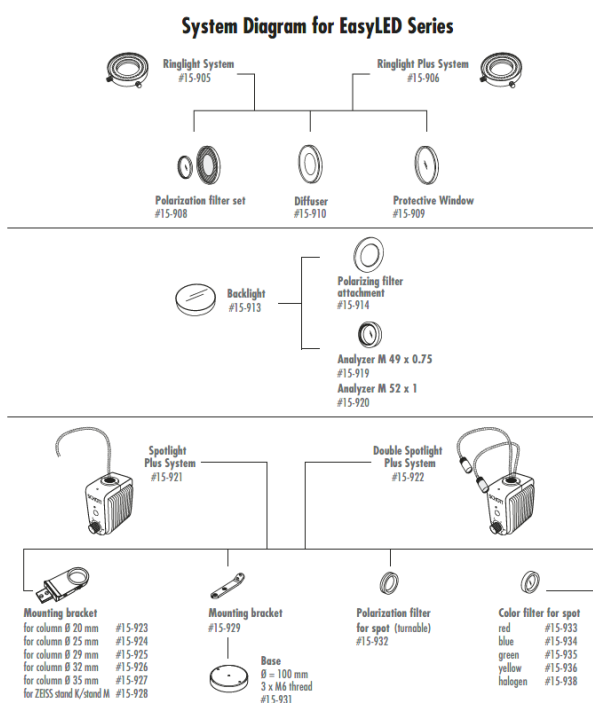 System Diagram for EasyLED Series
Ringlight System
#15-905
Ringlight Plus System
#15-906
Polarization filter set
#15-908
Diffuser
#15-910
Protective Window
#15-909
Backlight
#15-913
Polarizing filter
attachment
#15-914
Analyzer M 49 x 0.75
#15-919
Analyzer M 52 x 1
#15-920
Spotlight
Plus System
#15-921
Double Spotlight
Plus System
#15-922
SCHOTT
SCHOTT
Mounting bracket
for column Ø 20 mm #15-923
for column Ø 25 mm #15-924
for column Ø 29 mm #15-925
for column Ø 32 mm #15-926
for column Ø 35 mm #15-927
for ZEISS stand K/stand M #15-928
Mounting bracket
#15-929
Base
Ø = 100 mm
3 x M6 thread
#15-931
Polarization filter
for spot (turnable)
#15-932
Color filter for spot
red #15-933
blue #15-934
green #15-935
yellow #15-936
halogen #15-938